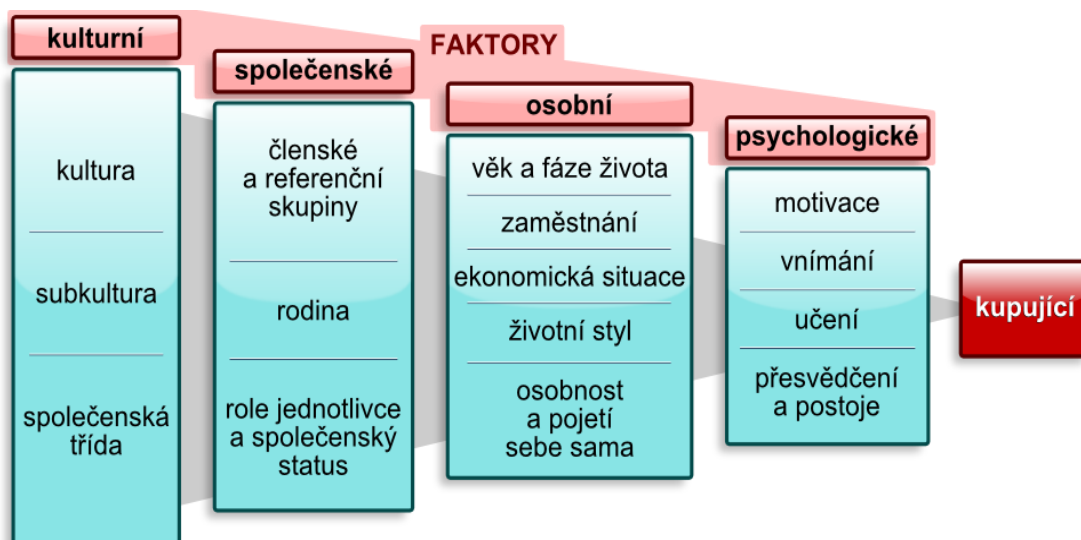 FAKTORY
kulturní
kultura
subkultura
společenská
třída
společenské
členské
a referenční
skupiny
rodina
role jednotlivce
a společenský
status
osobní
věk a fáze života
zaměstnání
ekonomická situace
životní styl
osobnost
a pojetí
sebe sama
psychologické
motivace
vnímání
učení
přesvědčení
a postoje
kupující